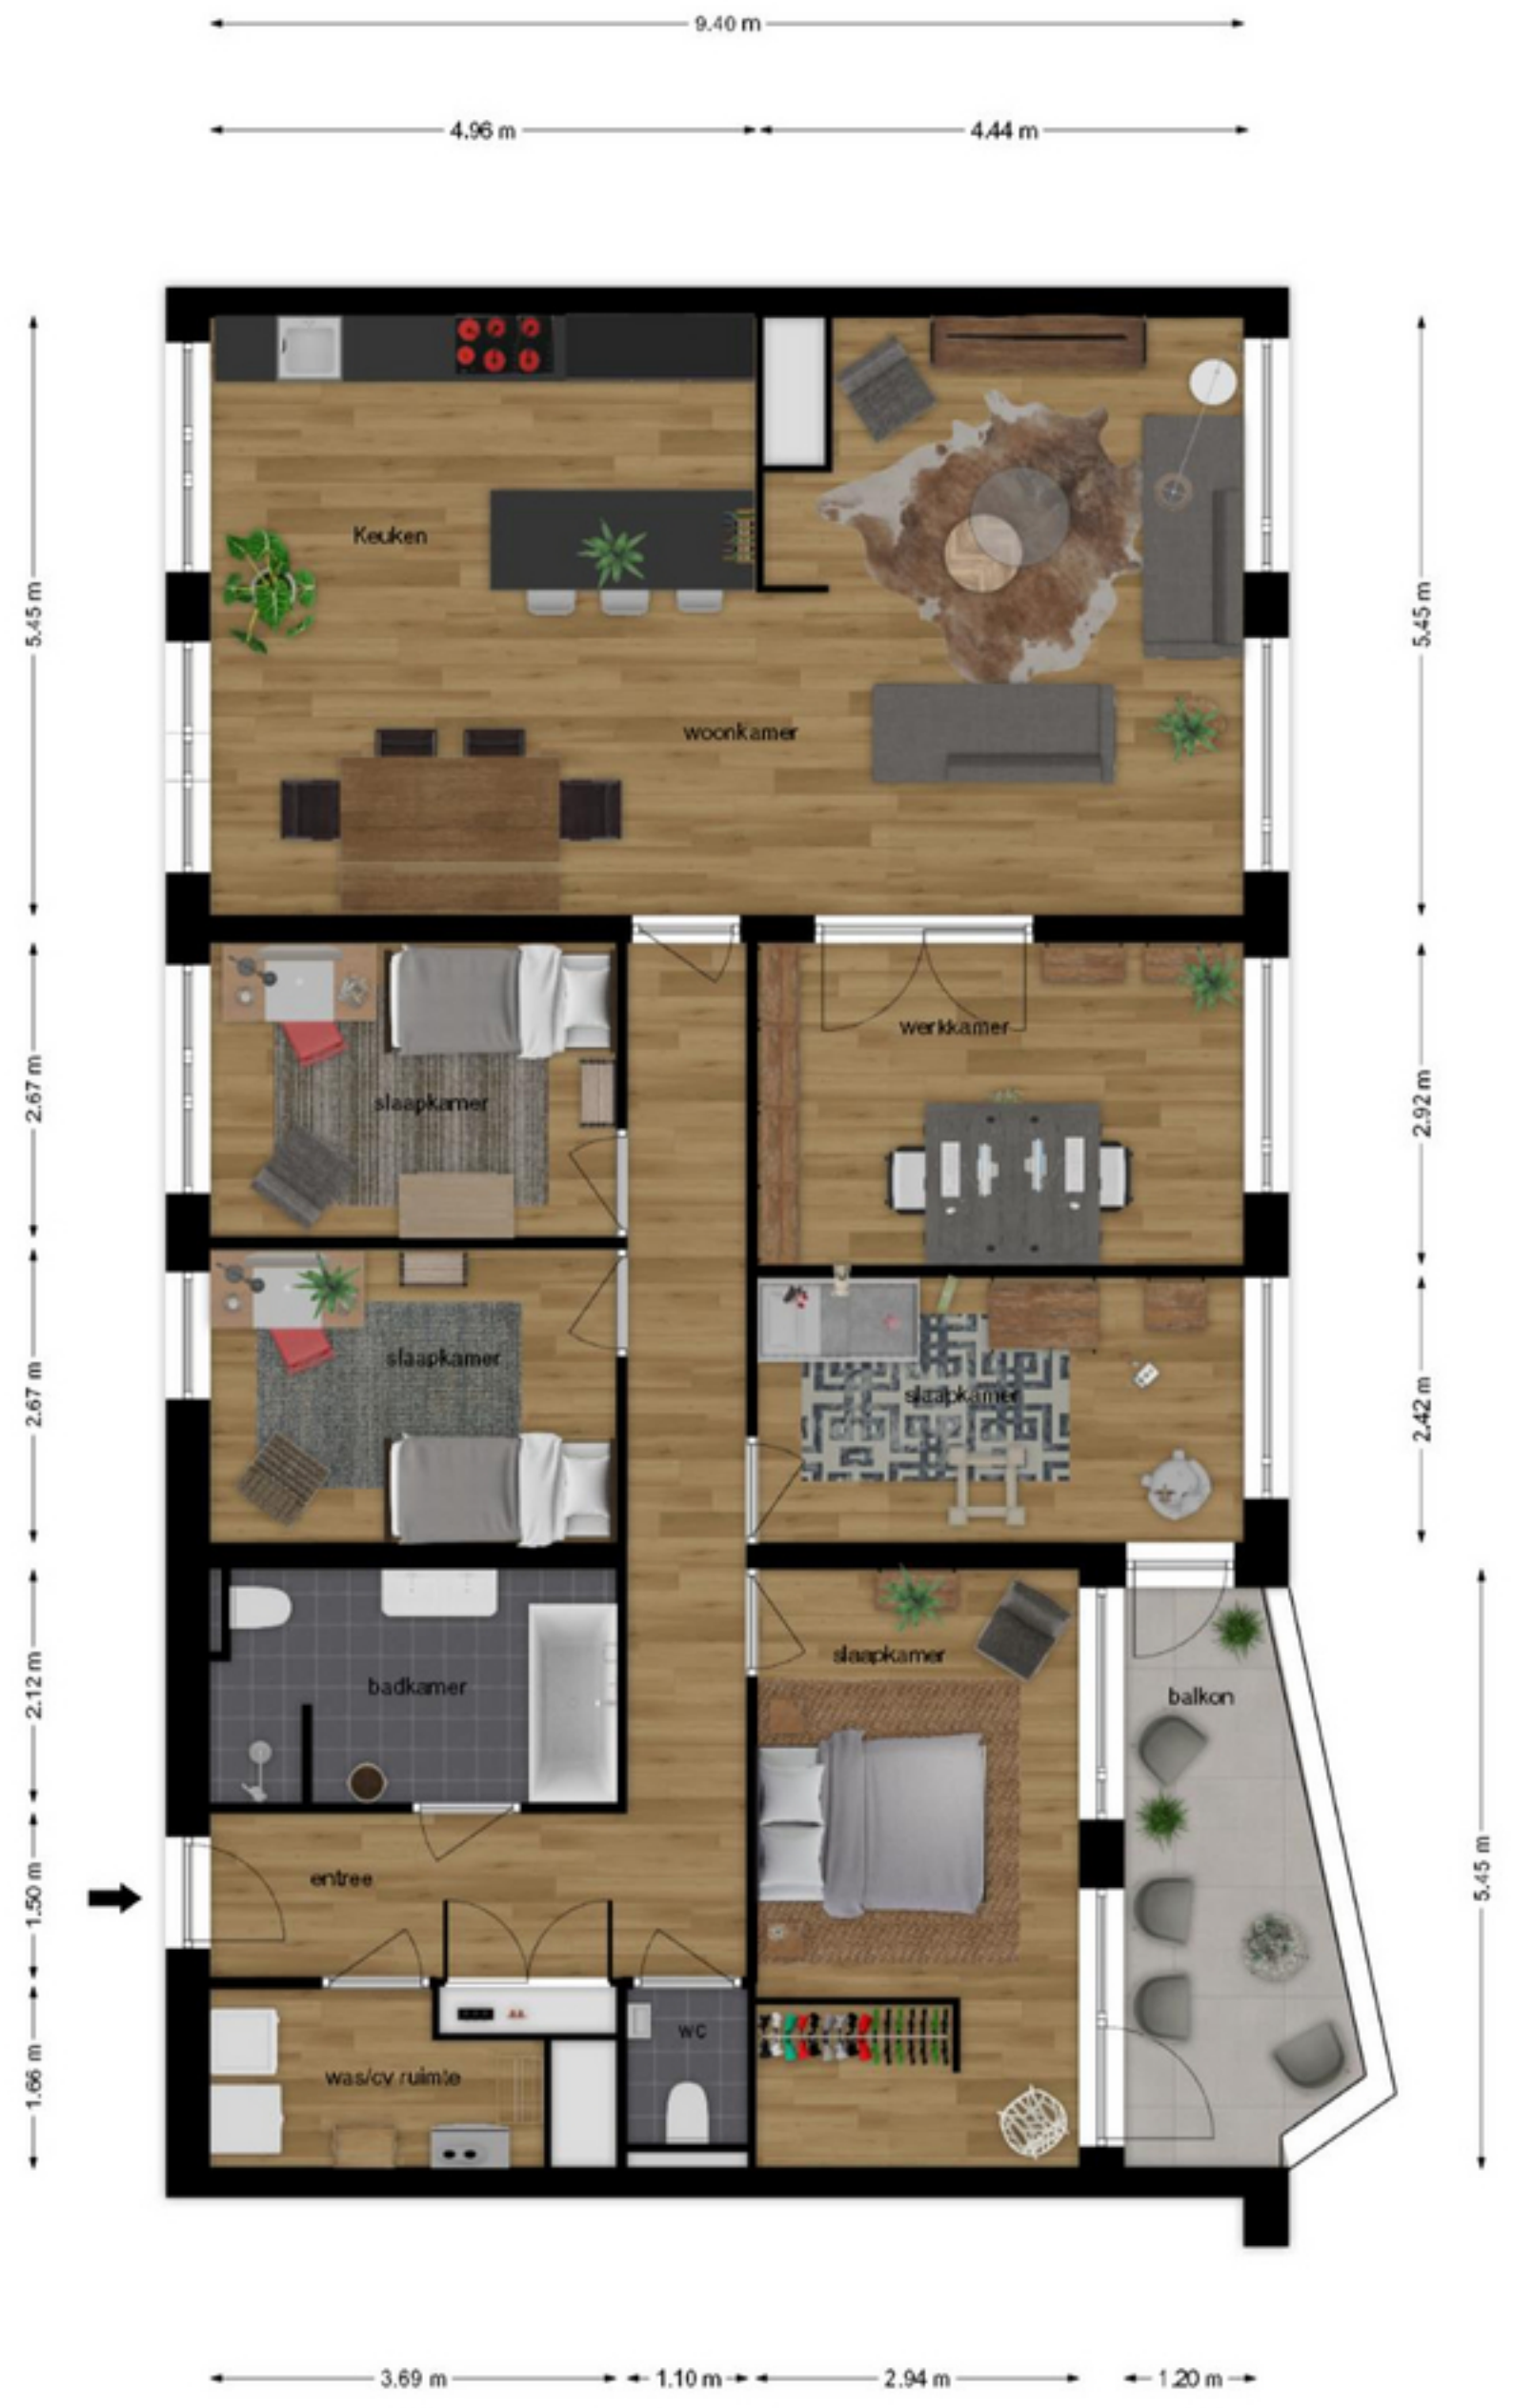 9.40 m
4.96 m
4.44 m
5.45 m
5.45 m
Keuken
woonkamer
2.67 m
2.92 m
werkkamer
slaapkamer
2.67 m
2.42 m
slaapkamer
slaapkamer
2.12 m
5.45 m
slaapkamer
badkamer
balkon
1.50 m
entree
1.66 m
wc
was/cv ruimte
3.69 m
1.10 m
2.94 m
1.20 m